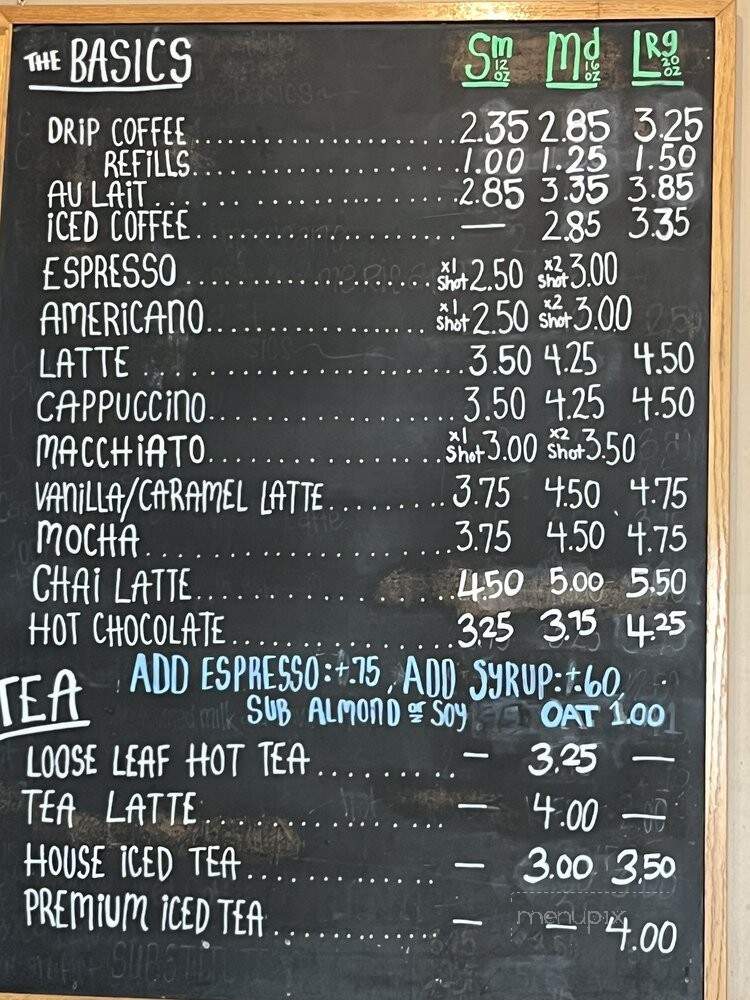 THE BASICS Sm 12 oz Md 16 oz Lrg 20 oz
DRIP COFFEE 2.35 2.85 3.25
REFILLS 1.00 1.25 1.50
AU LAIT 2.85 3.35 3.85
ICED COFFEE — 2.85 3.35
ESPRESSO x1 Shot 2.50 x2 Shot 3.00
AMERICANO x1 Shot 2.50 x2 Shot 3.00
LATTE 3.50 4.25 4.50
CAPPUCCINO 3.50 4.25 4.50
MACCHIATO x1 Shot 3.00 x2 Shot 3.50
VANILLA/CARAMEL LATTE 3.75 4.50 4.75
MOCHA 3.75 4.50 4.75
CHAI LATTE 4.50 5.00 5.50
HOT CHOCOLATE 3.25 3.75 4.25
ADD ESPRESSO:+.75, ADD SYRUP:+.60,
SUB ALMOND OR SOY OAT 1.00
TEA
LOOSE LEAF HOT TEA — 3.25 —
TEA LATTE — 4.00 —
HOUSE ICED TEA — 3.00 3.50
PREMIUM ICED TEA — — 4.00
menupix